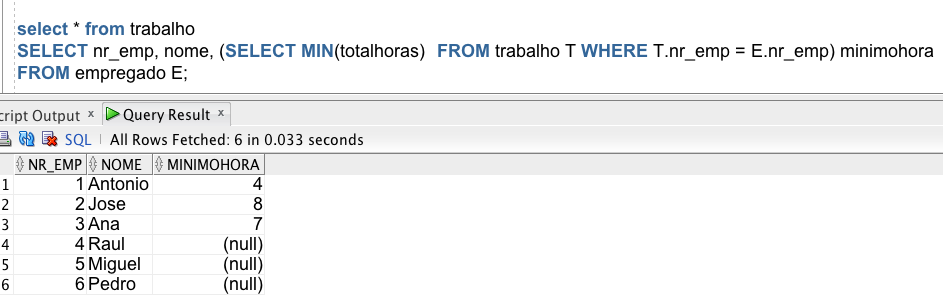 select * from trabalho
SELECT nr_emp, nome, (SELECT MIN(totalhoras)  FROM trabalho T WHERE T.nr_emp = E.nr_emp) minimohora
FROM empregado E;
cript Output × Query Result ×
SQL | All Rows Fetched: 6 in 0.033 seconds
NR_EMP NOME MINIMOHORA
1 1 Antonio 4
2 2 Jose 8
3 3 Ana 7
4 4 Raul (null)
5 5 Miguel (null)
6 6 Pedro (null)